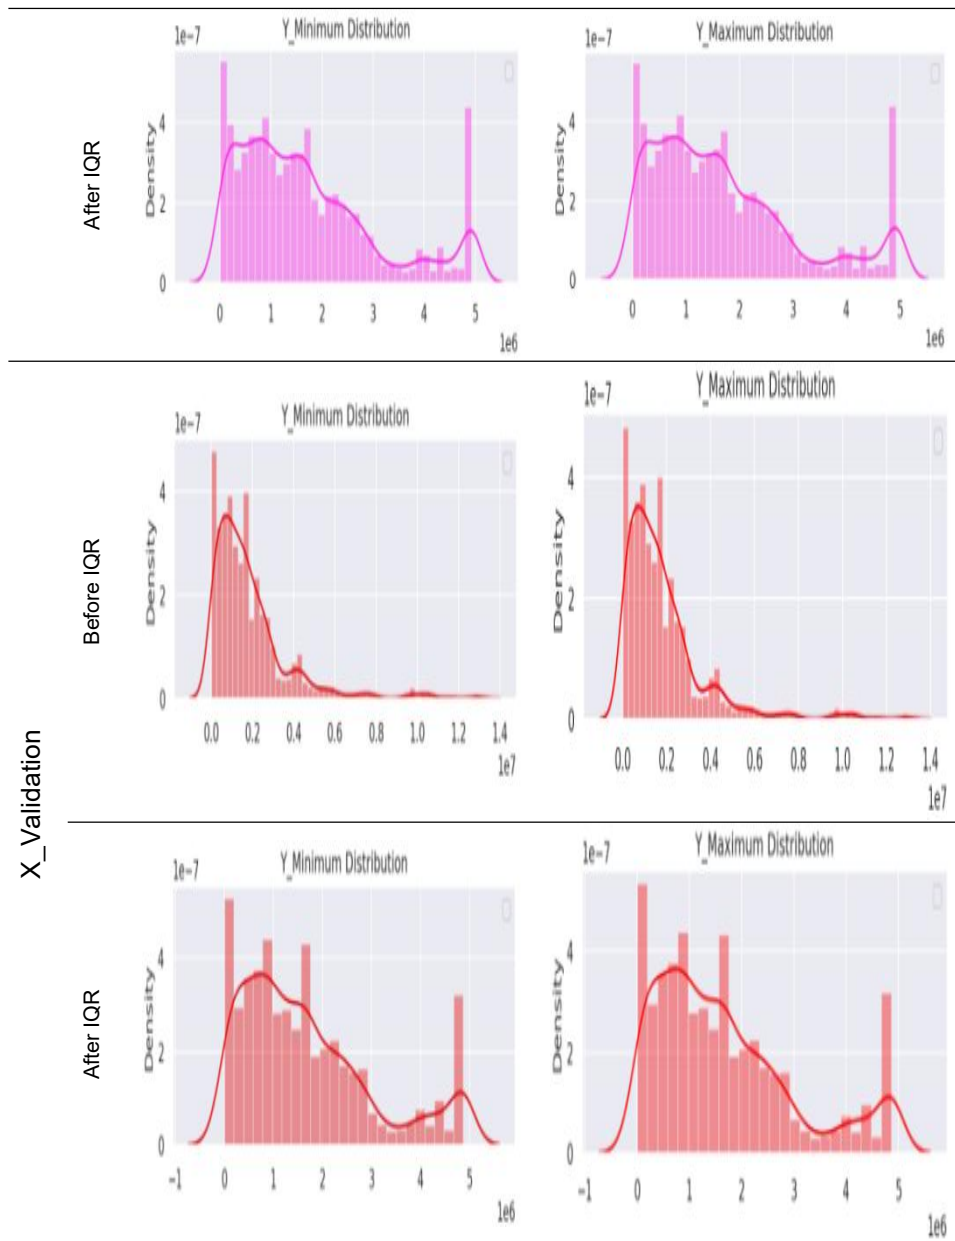 Y_Minimum Distribution
Y_Maximum Distribution
1e−7
1e−7
After IQR
Density
4
2
0
0 1 2 3 4 5
1e6
Density
4
2
0
0 1 2 3 4 5
1e6
X_Validation
Before IQR
Y_Minimum Distribution
1e−7
Density
4
2
0
0.0 0.2 0.4 0.6 0.8 1.0 1.2 1.4
1e7
Y_Maximum Distribution
1e−7
Density
4
2
0
0.0 0.2 0.4 0.6 0.8 1.0 1.2 1.4
1e7
After IQR
Y_Minimum Distribution
1e−7
Density
4
2
0
−1 0 1 2 3 4 5
1e6
Y_Maximum Distribution
1e−7
Density
4
2
0
−1 0 1 2 3 4 5
1e6